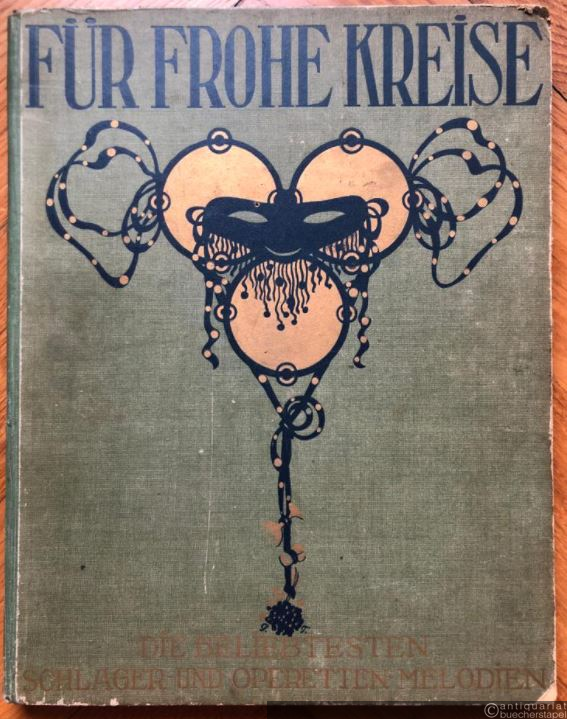 FÜR FROHE KREISE
DIE BELIEBTESTEN
SCHLAGER UND OPERETTEN MELODIEN
antiquariat
buecherstapel